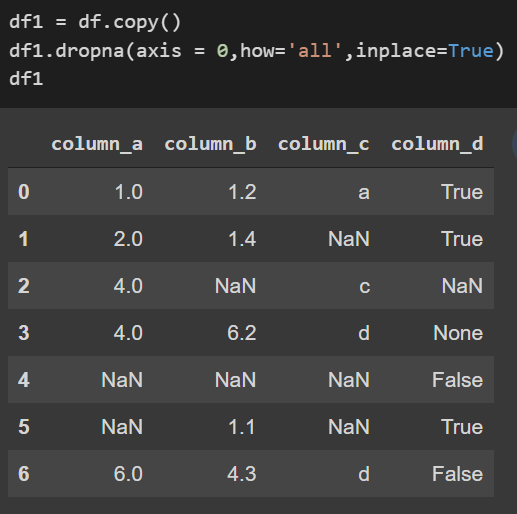 df1 = df.copy()
df1.dropna(axis = 0,how='all',inplace=True)
df1
column_a column_b column_c column_d
0 1.0 1.2 a True
1 2.0 1.4 NaN True
2 4.0 NaN c NaN
3 4.0 6.2 d None
4 NaN NaN NaN False
5 NaN 1.1 NaN True
6 6.0 4.3 d False